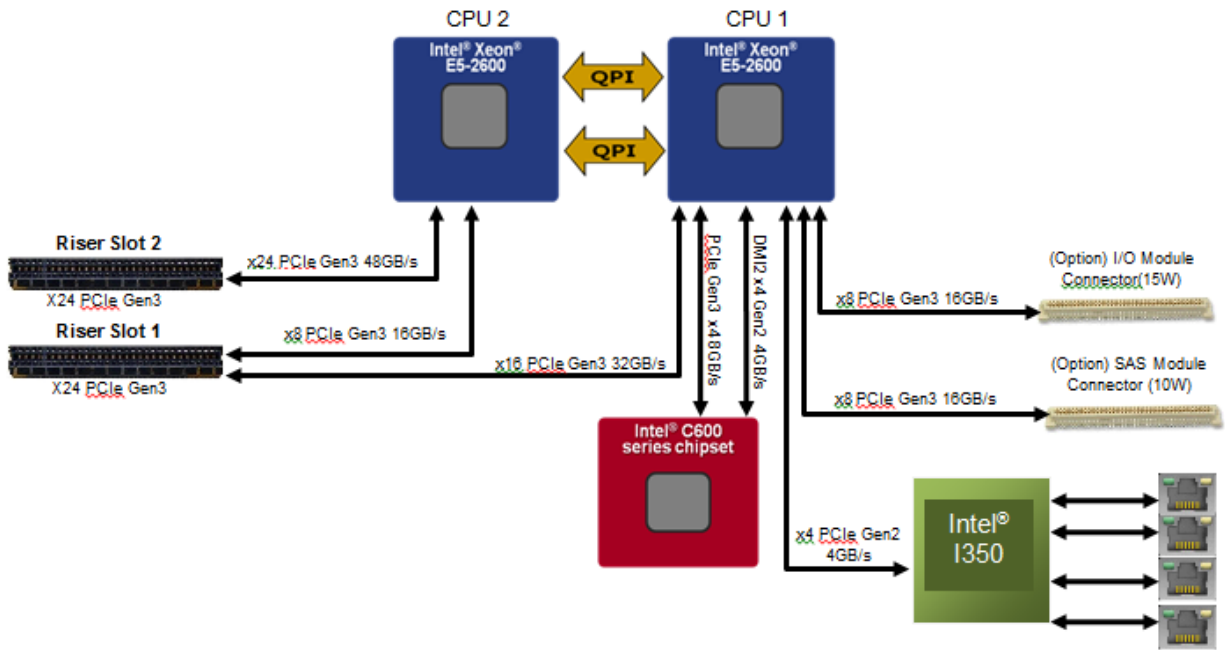 CPU 2
CPU 1
Intel® Xeon®
E5-2600
QPI
QPI
Intel® Xeon®
E5-2600
Riser Slot 2
X24 PCIe Gen3
x24 PCIe Gen3 48GB/s
Riser Slot 1
X24 PCIe Gen3
x8 PCIe Gen3 16GB/s
x16 PCIe Gen3 32GB/s
PCIe Gen3 x48GB/s
DMI2 x4 Gen2 4GB/s
x8 PCIe Gen3 16GB/s
(Option) I/O Module
Connector(15W)
x8 PCIe Gen3 16GB/s
(Option) SAS Module
Connector (10W)
Intel® C600
series chipset
x4 PCIe Gen2
4GB/s
Intel®
I350